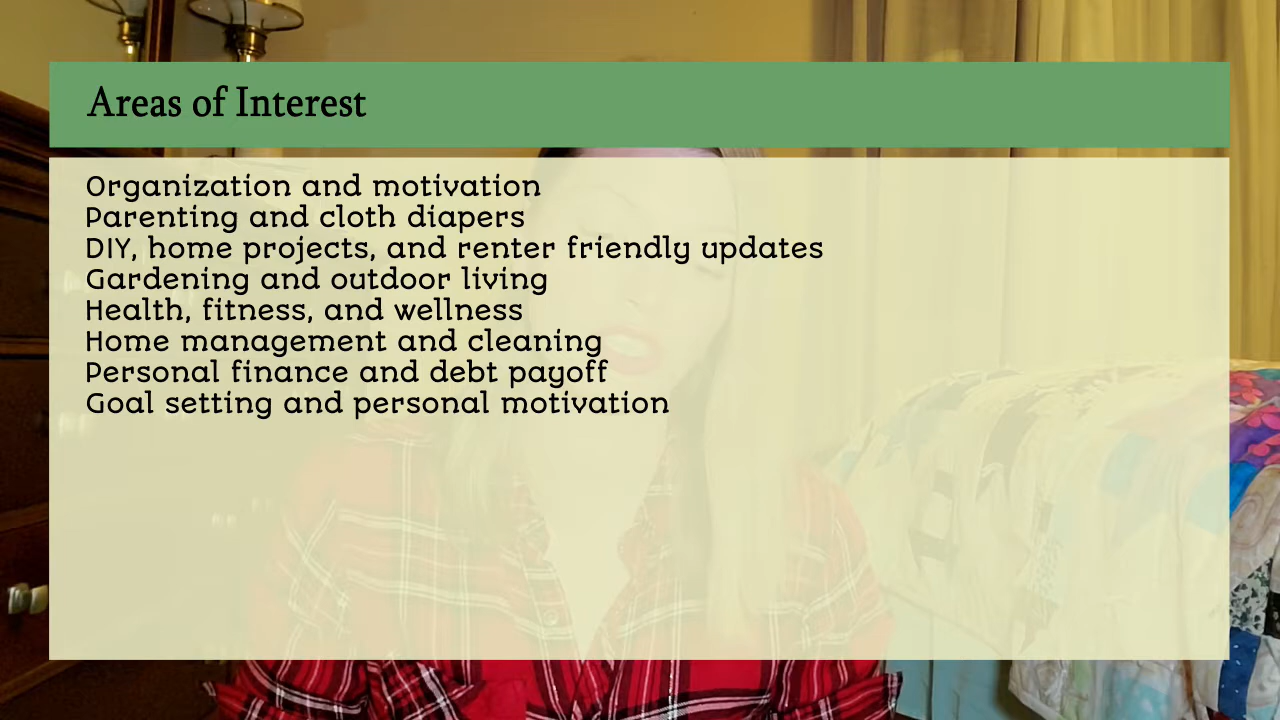 Areas of Interest
Organization and motivation
Parenting and cloth diapers
DIY, home projects, and renter friendly updates
Gardening and outdoor living
Health, fitness, and wellness
Home management and cleaning
Personal finance and debt payoff
Goal setting and personal motivation